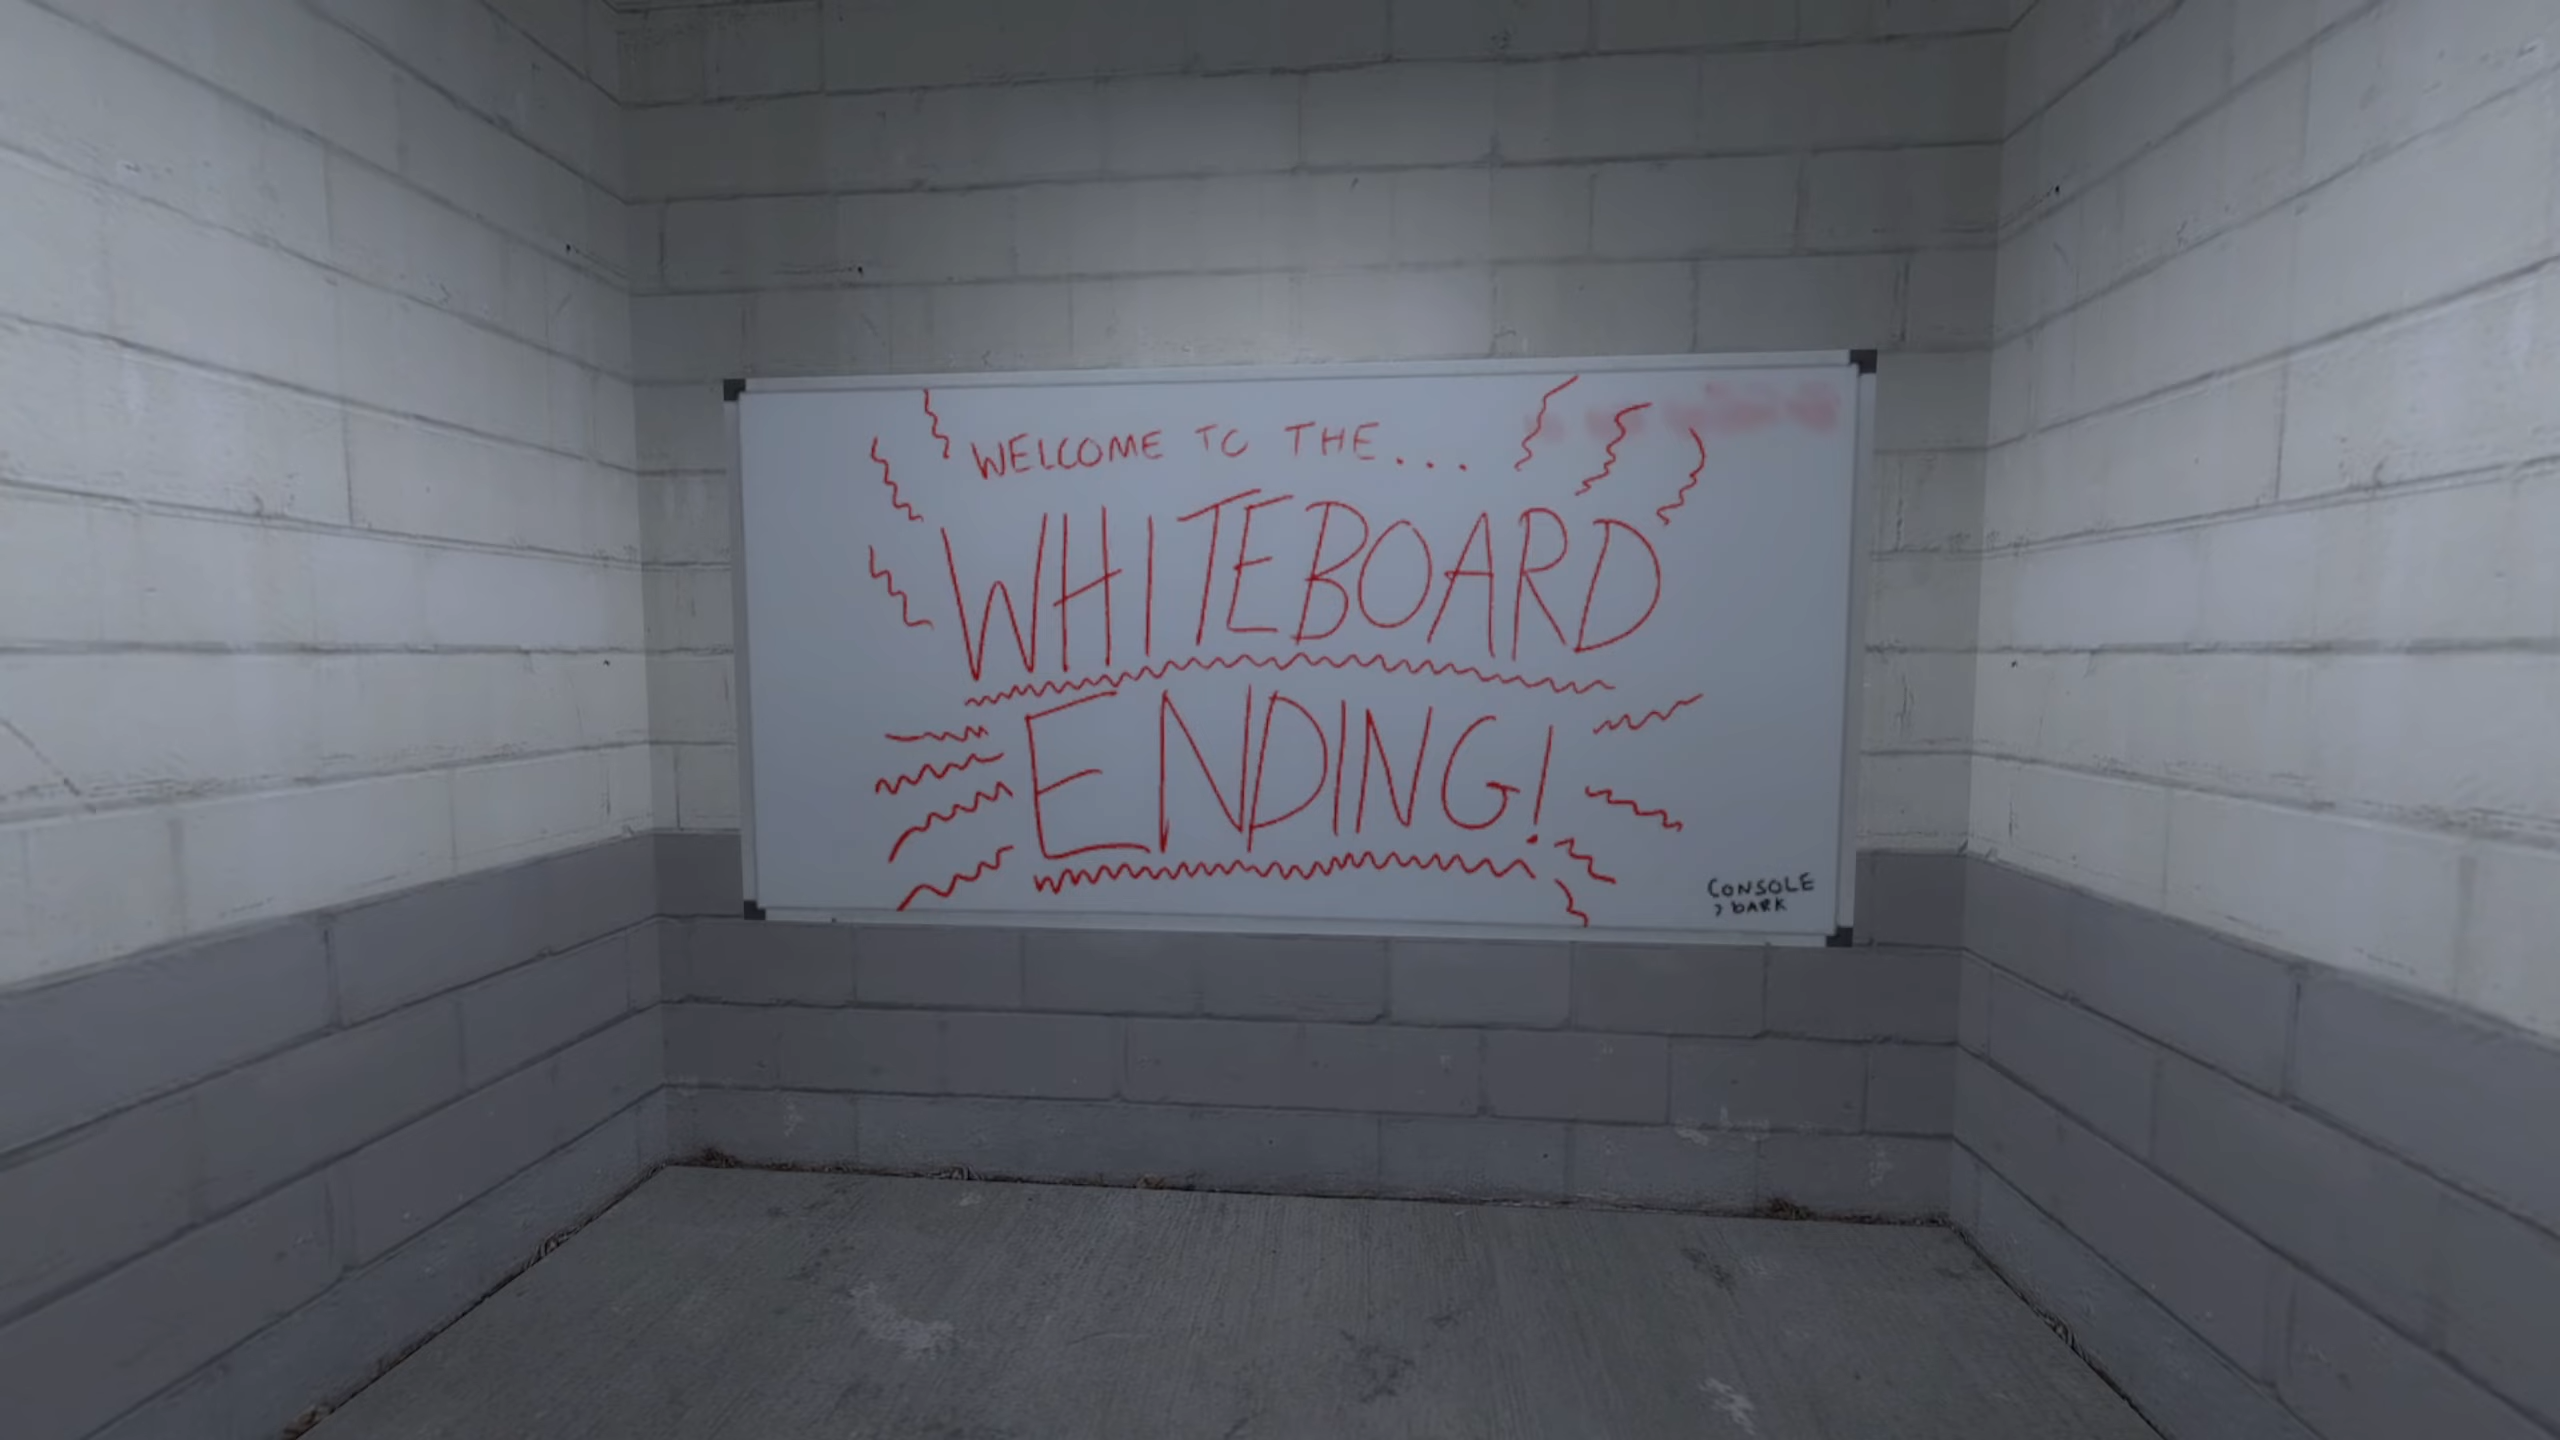 WELCOME TO THE...
WHITEBOARD
ENDING!
CONSOLE
> BARK